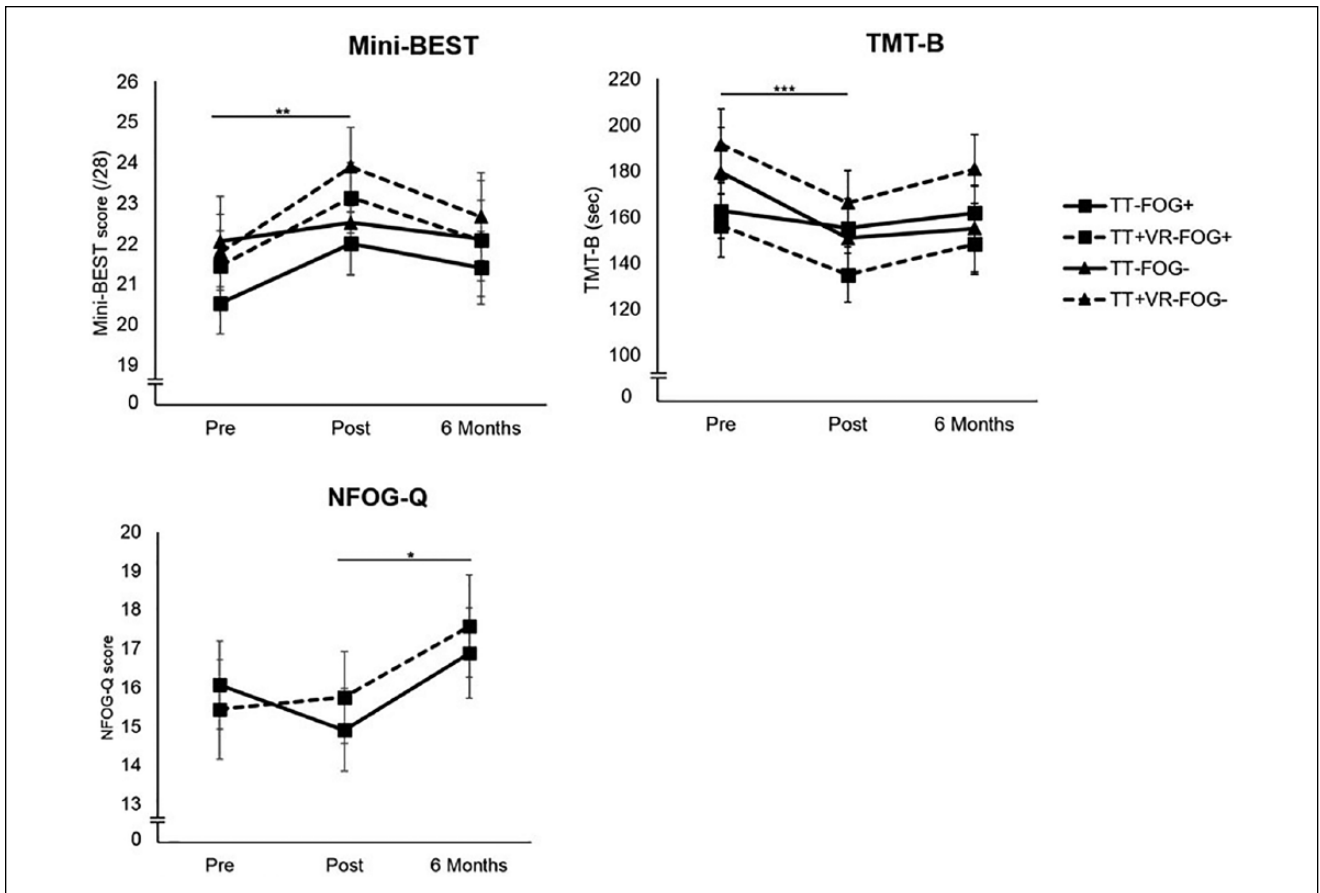 Mini-BEST
26
25
24
23
22
21
20
19
0
Mini-BEST score (/28)
**
Pre Post 6 Months
TMT-B
220
200
180
160
140
120
100
0
TMT-B (sec)
***
Pre Post 6 Months
TT-FOG+
TT+VR-FOG+
TT-FOG-
TT+VR-FOG-
NFOG-Q
20
19
18
17
16
15
14
13
0
NFOG-Q score
*
Pre Post 6 Months